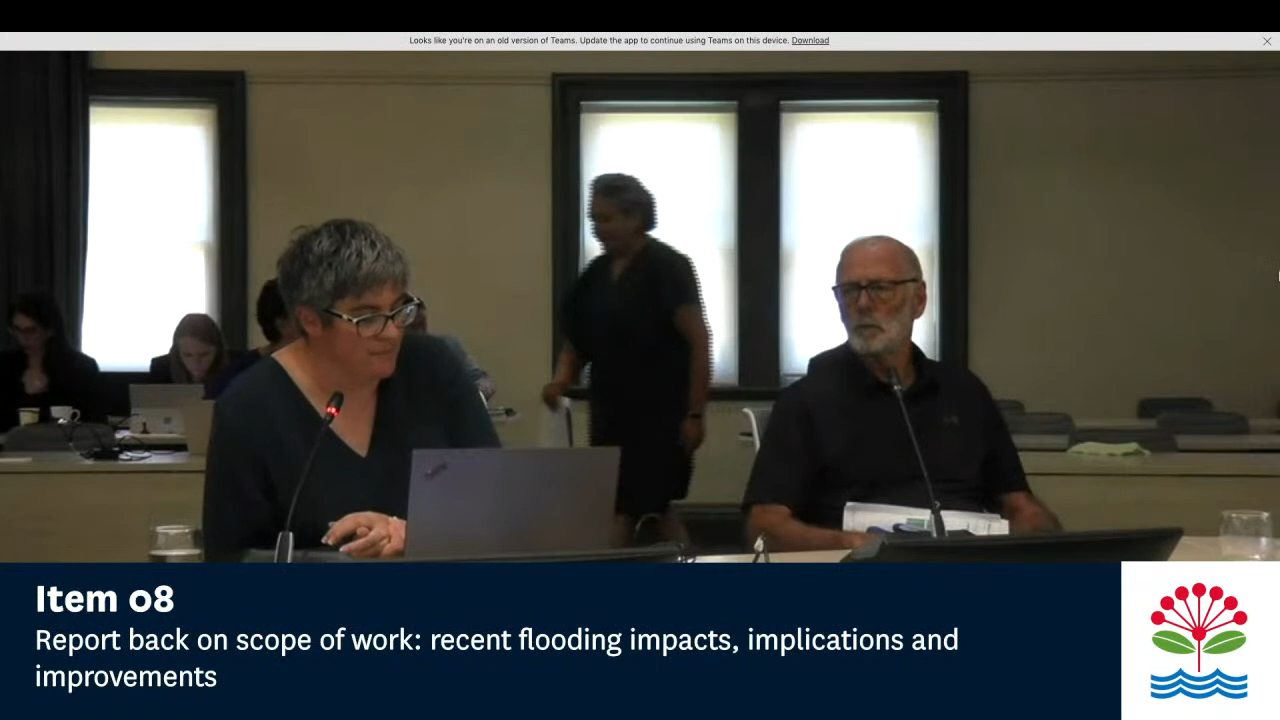 Looks like you're on an old version of Teams. Update the app to continue using Teams on this device. Download
Item 08
Report back on scope of work: recent flooding impacts, implications and
improvements